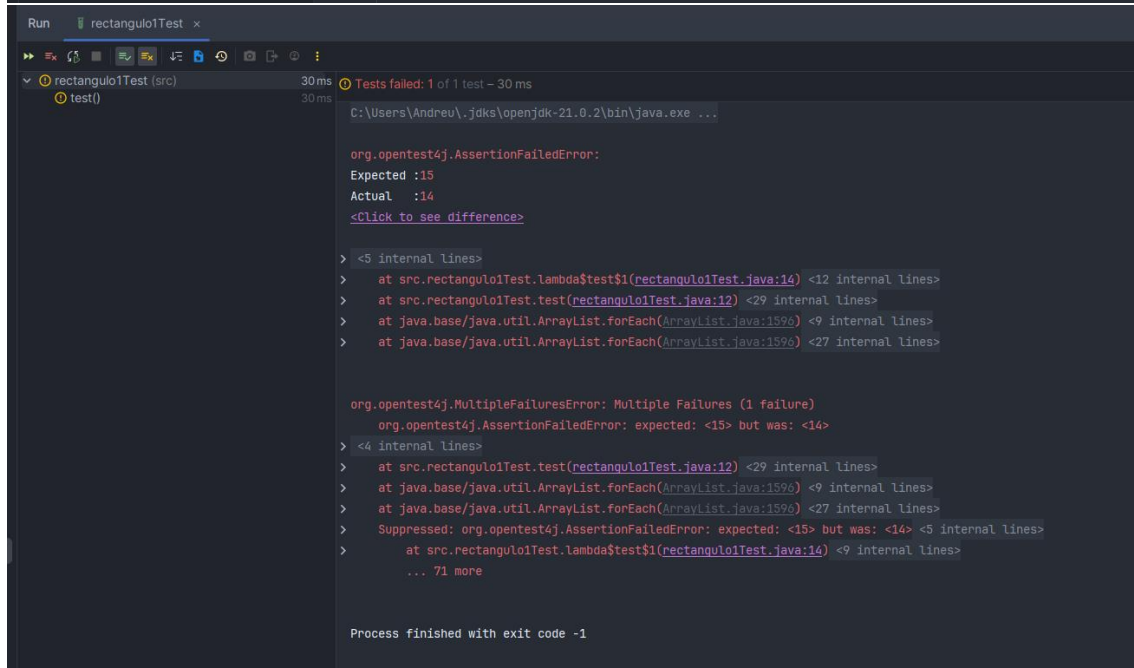 Run rectangulo1Test ×
rectangulo1Test (src) 30 ms
test() 30 ms
Tests failed: 1 of 1 test – 30 ms
C:\Users\Andreu\.jdks\openjdk-21.0.2\bin\java.exe ...
org.opentest4j.AssertionFailedError:
Expected :15
Actual   :14
<Click to see difference>
<5 internal lines>
at src.rectangulo1Test.lambda$test$1(rectangulo1Test.java:14) <12 internal lines>
at src.rectangulo1Test.test(rectangulo1Test.java:12) <29 internal lines>
at java.base/java.util.ArrayList.forEach(ArrayList.java:1596) <9 internal lines>
at java.base/java.util.ArrayList.forEach(ArrayList.java:1596) <27 internal lines>
org.opentest4j.MultipleFailuresError: Multiple Failures (1 failure)
org.opentest4j.AssertionFailedError: expected: <15> but was: <14>
<4 internal lines>
at src.rectangulo1Test.test(rectangulo1Test.java:12) <29 internal lines>
at java.base/java.util.ArrayList.forEach(ArrayList.java:1596) <9 internal lines>
at java.base/java.util.ArrayList.forEach(ArrayList.java:1596) <27 internal lines>
Suppressed: org.opentest4j.AssertionFailedError: expected: <15> but was: <14> <5 internal lines>
at src.rectangulo1Test.lambda$test$1(rectangulo1Test.java:14) <9 internal lines>
... 71 more
Process finished with exit code -1